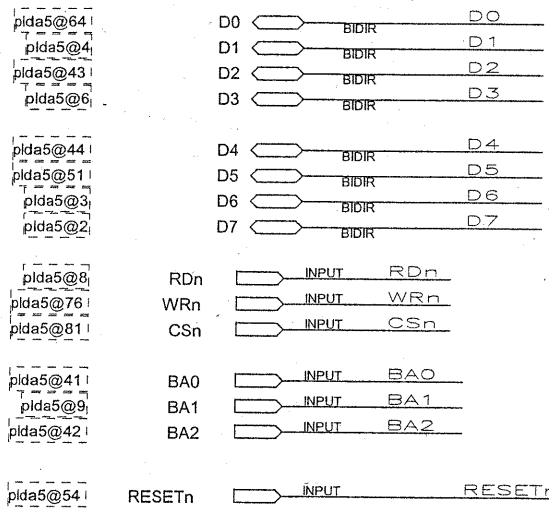 plda5@64 D0 BIDIR D0
plda5@4 D1 BIDIR D1
plda5@43 D2 BIDIR D2
plda5@6 D3 BIDIR D3
plda5@44 D4 BIDIR D4
plda5@51 D5 BIDIR D5
plda5@3 D6 BIDIR D6
plda5@2 D7 BIDIR D7
plda5@8 RDn INPUT RDn
plda5@76 WRn INPUT WRn
plda5@81 CSn INPUT CSn
plda5@41 BA0 INPUT BA0
plda5@9 BA1 INPUT BA1
plda5@42 BA2 INPUT BA2
plda5@54 RESETn INPUT RESETn